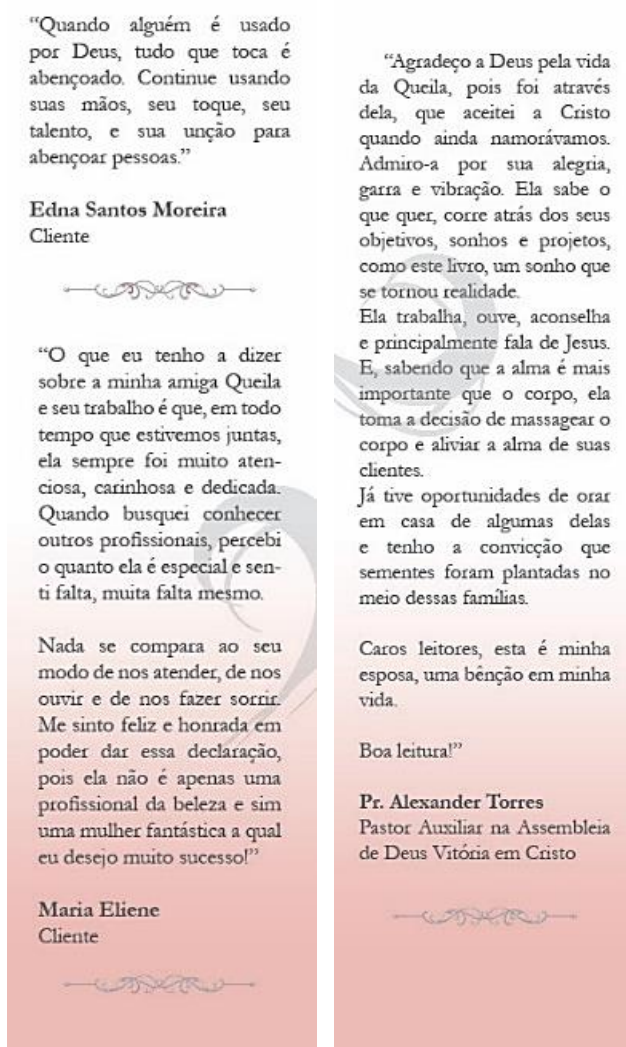 “Quando alguém é usado
por Deus, tudo que toca é
abençoado. Continue usando
suas mãos, seu toque, seu
talento, e sua unção para
abençoar pessoas.”
Edna Santos Moreira
Cliente
“O que eu tenho a dizer
sobre a minha amiga Queila
e seu trabalho é que, em todo
tempo que estivemos juntas,
ela sempre foi muito aten-
ciosa, carinhosa e dedicada.
Quando busquei conhecer
outros profissionais, percebi
o quanto ela é especial e sen-
ti falta, muita falta mesmo.
Nada se compara ao seu
modo de nos atender, de nos
ouvir e de nos fazer sorrir.
Me sinto feliz e honrada em
poder dar essa declaração,
pois ela não é apenas uma
profissional da beleza e sim
uma mulher fantástica a qual
eu desejo muito sucesso!”
Maria Eliene
Cliente
“Agradeço a Deus pela vida
da Queila, pois foi através
dela, que aceitei a Cristo
quando ainda namorávamos.
Admiro-a por sua alegria,
garra e vibração. Ela sabe o
que quer, corre atrás dos seus
objetivos, sonhos e projetos,
como este livro, um sonho que
se tornou realidade.
Ela trabalha, ouve, aconselha
e principalmente fala de Jesus.
E, sabendo que a alma é mais
importante que o corpo, ela
toma a decisão de massagear o
corpo e aliviar a alma de suas
clientes.
Já tive oportunidades de orar
em casa de algumas delas
e tenho a convicção que
sementes foram plantadas no
meio dessas famílias.
Caros leitores, esta é minha
esposa, uma bênção em minha
vida.
Boa leitura!”
Pr. Alexander Torres
Pastor Auxiliar na Assembleia
de Deus Vitória em Cristo